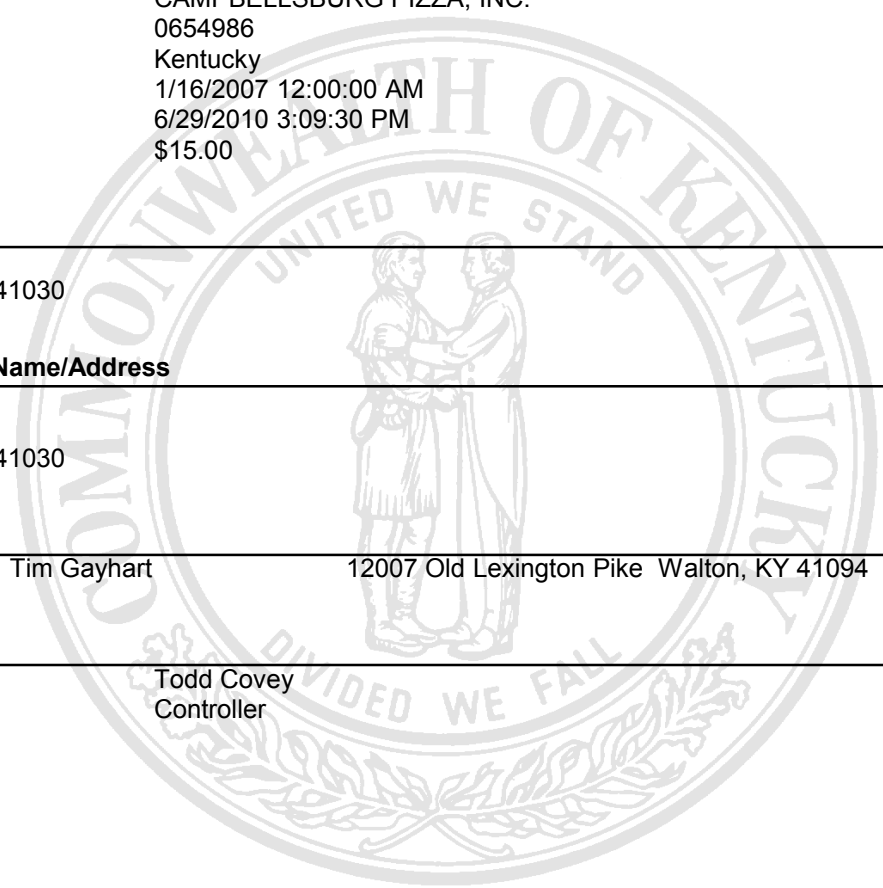 CAMPBELLSBURG PIZZA, INC.
0654986
Kentucky
1/16/2007 12:00:00 AM
6/29/2010 3:09:30 PM
$15.00
COMMONWEALTH OF KENTUCKY
UNITED WE STAND
41030
Name/Address
41030
Tim Gayhart 12007 Old Lexington Pike Walton, KY 41094
DIVIDED WE FALL
Todd Covey
Controller